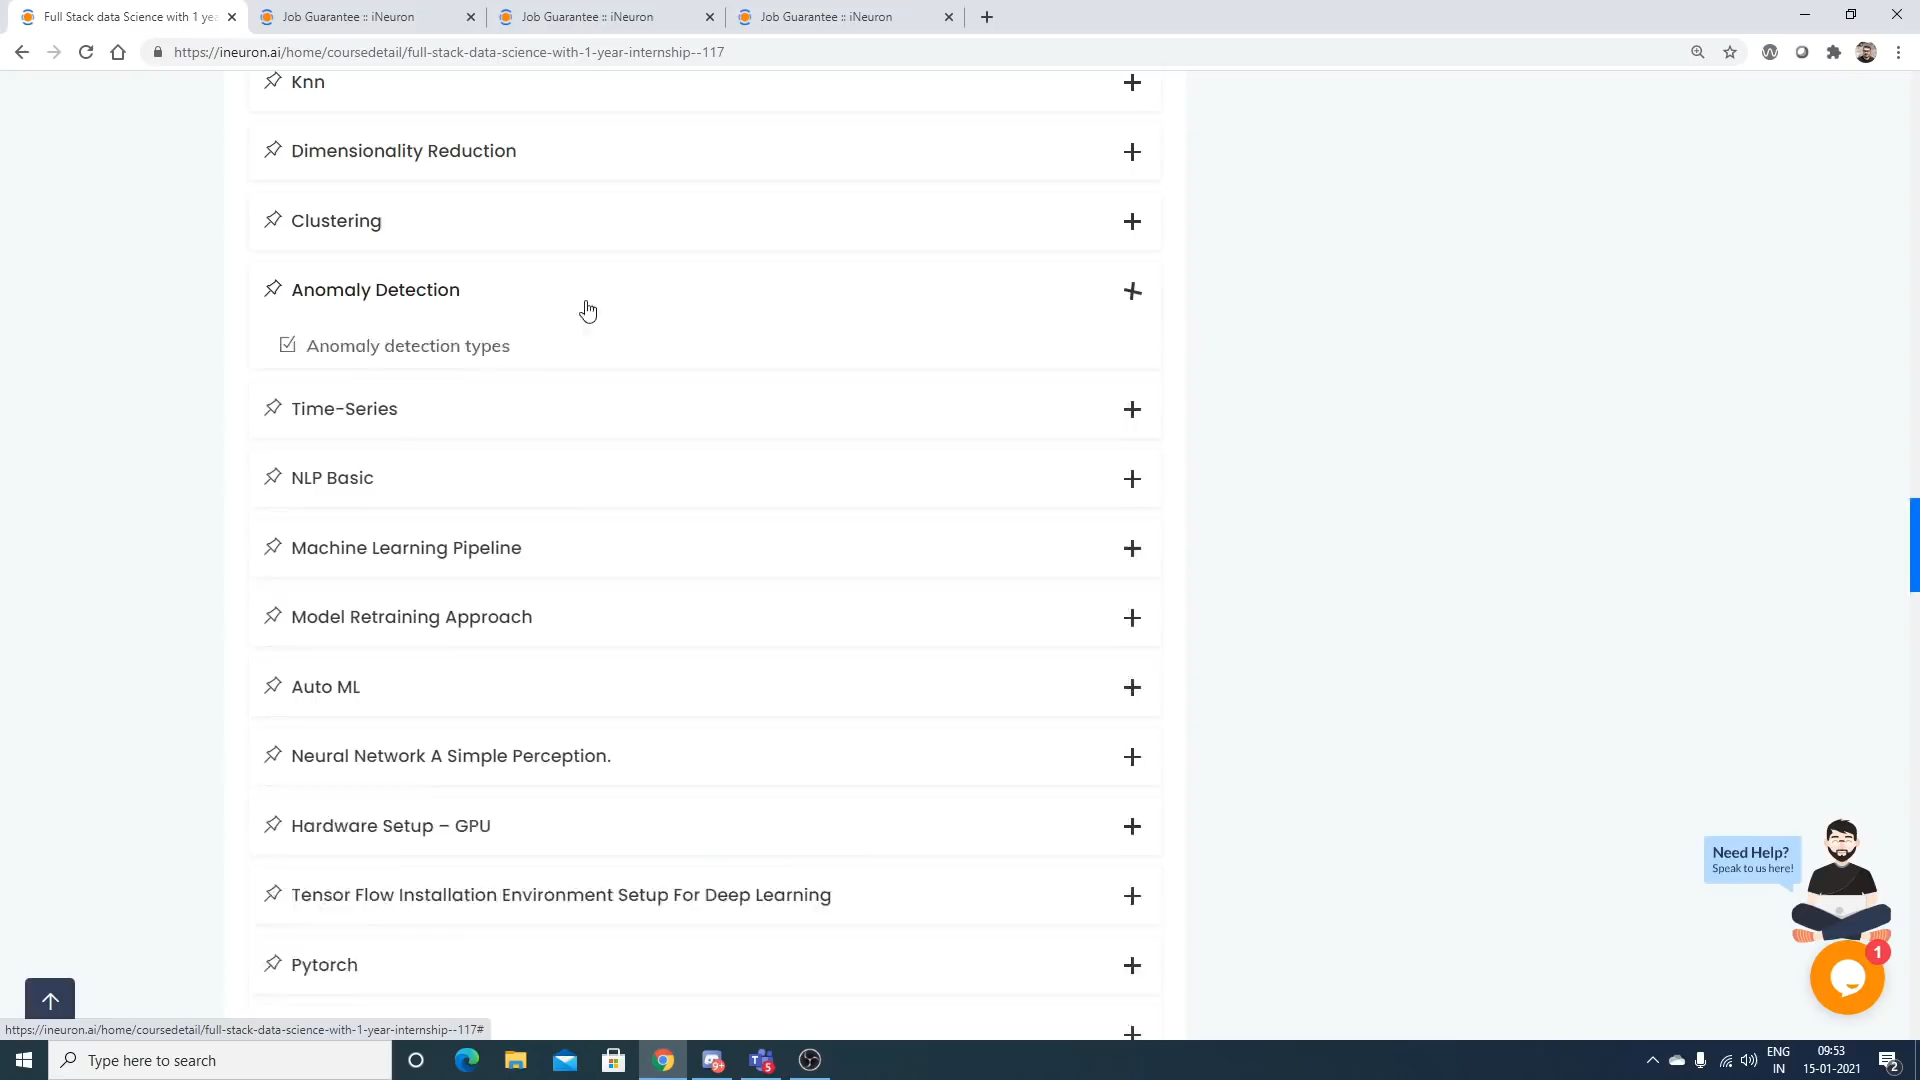 Full Stack data Science with 1 yea
Job Guarantee :: iNeuron
Job Guarantee :: iNeuron
Job Guarantee :: iNeuron
https://ineuron.ai/home/coursedetail/full-stack-data-science-with-1-year-internship--117
Knn
Dimensionality Reduction
Clustering
Anomaly Detection
Anomaly detection types
Time-Series
NLP Basic
Machine Learning Pipeline
Model Retraining Approach
Auto ML
Neural Network A Simple Perception.
Hardware Setup – GPU
Tensor Flow Installation Environment Setup For Deep Learning
Pytorch
Need Help?
Speak to us here!
1
https://ineuron.ai/home/coursedetail/full-stack-data-science-with-1-year-internship--117#
Type here to search
9+
5
ENG
IN
09:53
15-01-2021
2